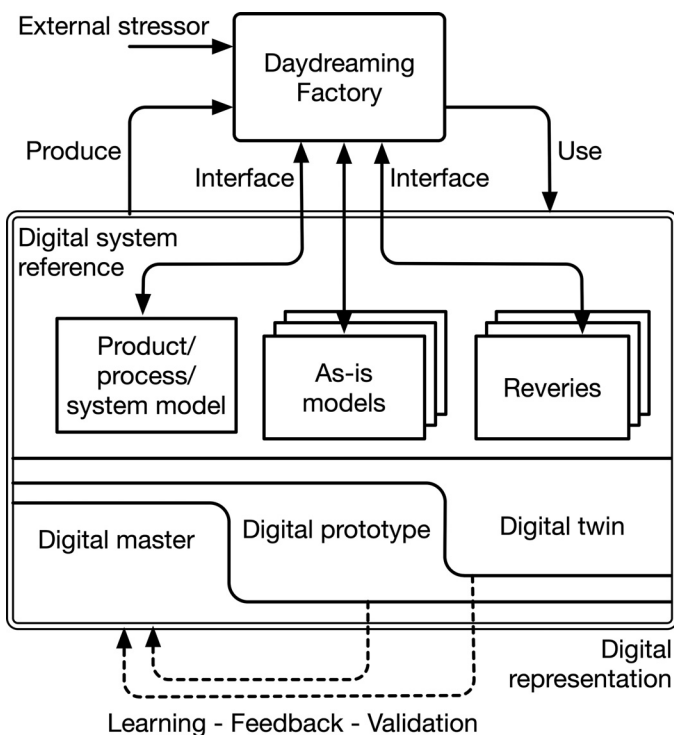 External stressor
Daydreaming
Factory
Produce
Interface
Interface
Use
Digital system
reference
Product/
process/
system model
As-is
models
Reveries
Digital master
Digital prototype
Digital twin
Digital
representation
Learning - Feedback - Validation